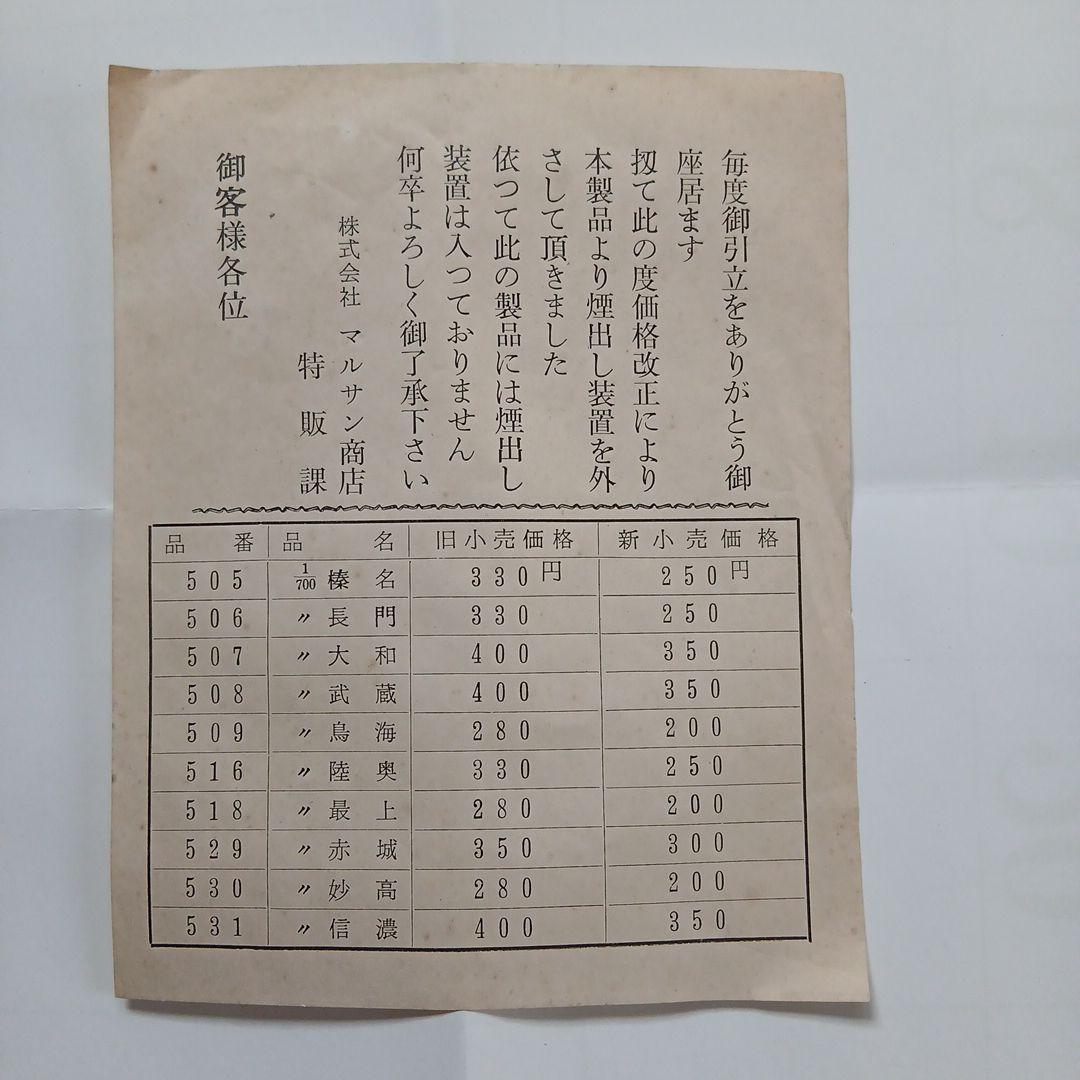 毎度御引立をありがとう御
座居ます
扨て此の度価格改正により
本製品より煙出し装置を外
さして頂きました
依つて此の製品には煙出し
装置は入つておりません
何卒よろしく御了承下さい
株式会社 マルサン商店
特販課
御客様各位
品番 品名 旧小売価格 新小売価格
505 1/700 榛名 330円 250円
506 〃 長門 330 250
507 〃 大和 400 350
508 〃 武蔵 400 350
509 〃 鳥海 280 200
516 〃 陸奥 330 250
518 〃 最上 280 200
529 〃 赤城 350 300
530 〃 妙高 280 200
531 〃 信濃 400 350